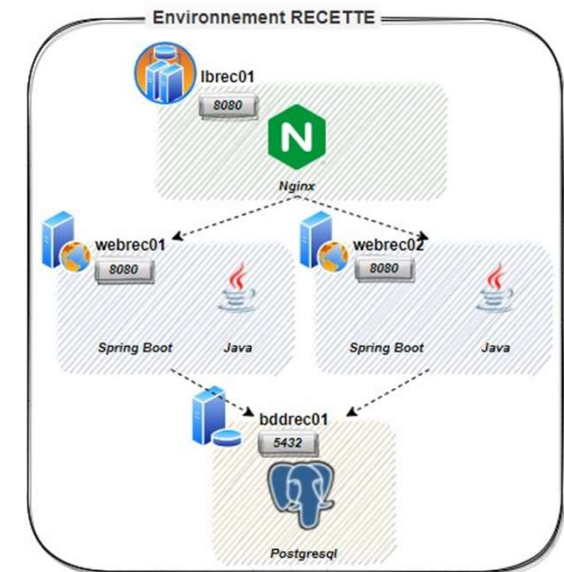 Environnement RECETTE
lbrec01
8080
N
Nginx
webrec01
8080
Spring Boot
Java
webrec02
8080
Spring Boot
Java
bddrec01
5432
Postgresql